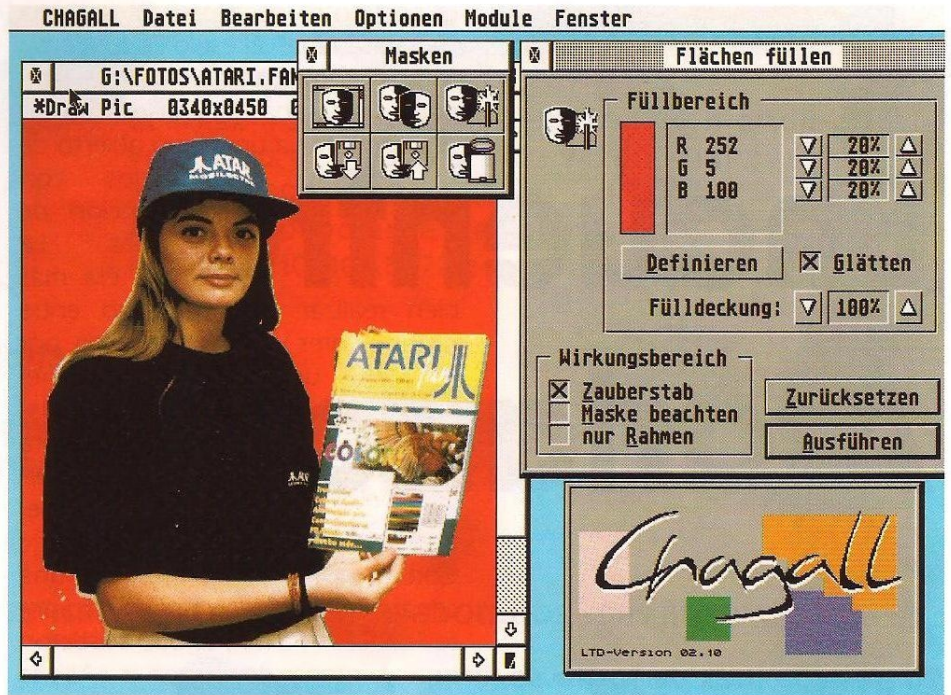 CHAGALL Datei Bearbeiten Optionen Module Fenster
G:\FOTOS\ATARI.FAN
*Draw Pic 0340x0450
ATARI
ATARI
COLOR
Masken
Flächen füllen
Füllbereich
R 252
G 5
B 100
20%
20%
20%
Definieren
Glätten
Fülldeckung: 100%
Wirkungsbereich
Zauberstab
Maske beachten
nur Rahmen
Zurücksetzen
Ausführen
Chagall
LTD-Version 02.10